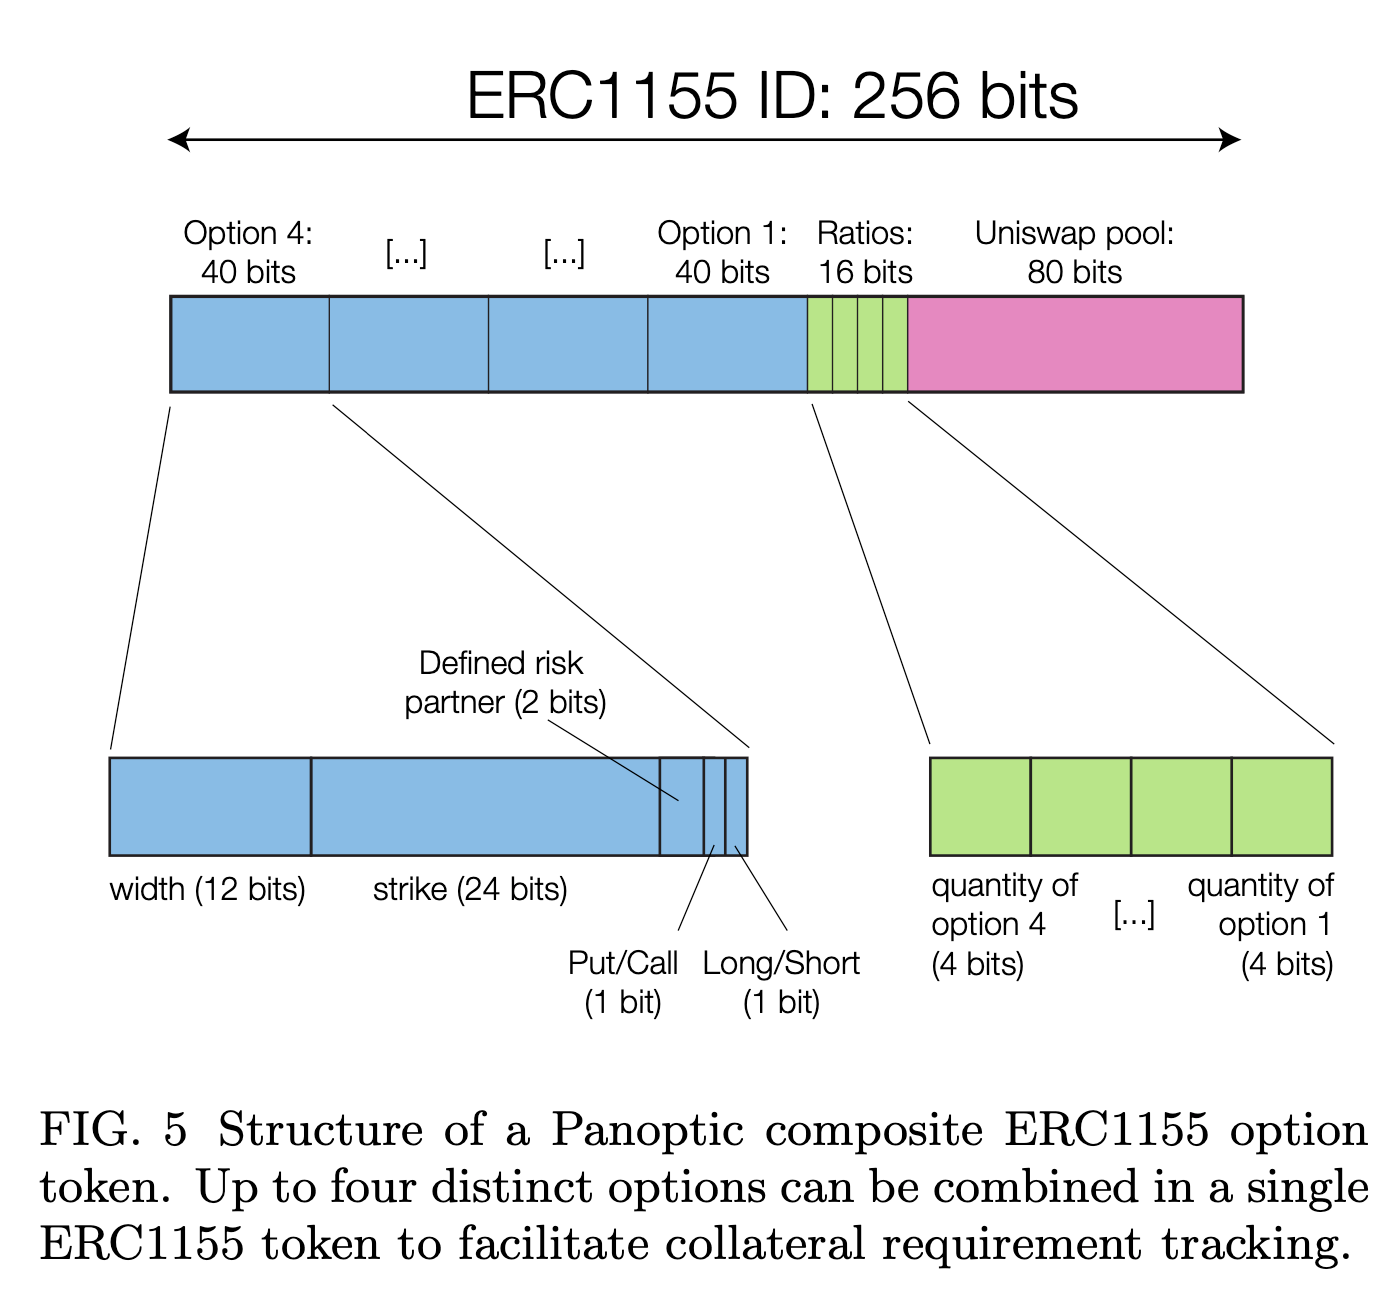 ERC1155 ID: 256 bits
Option 4:
40 bits
[...]
[...]
Option 1:
40 bits
Ratios:
16 bits
Uniswap pool:
80 bits
Defined risk
partner (2 bits)
width (12 bits)
strike (24 bits)
Put/Call
(1 bit)
Long/Short
(1 bit)
quantity of
option 4
(4 bits)
[...]
quantity of
option 1
(4 bits)
FIG. 5 Structure of a Panoptic composite ERC1155 option
token. Up to four distinct options can be combined in a single
ERC1155 token to facilitate collateral requirement tracking.